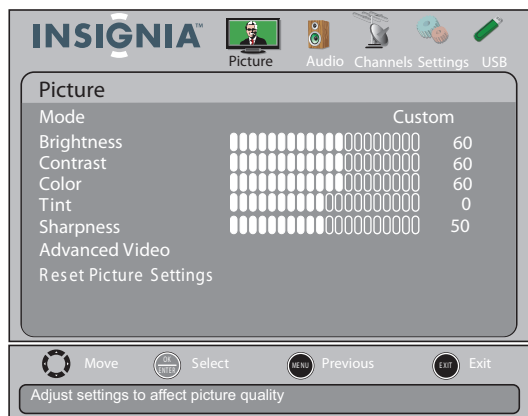 INSIGNIA™
Picture Audio Channels Settings USB
Picture
Mode Custom
Brightness 60
Contrast 60
Color 60
Tint 0
Sharpness 50
Advanced Video
Reset Picture Settings
Move OK ENTER Select MENU Previous EXIT Exit
Adjust settings to affect picture quality